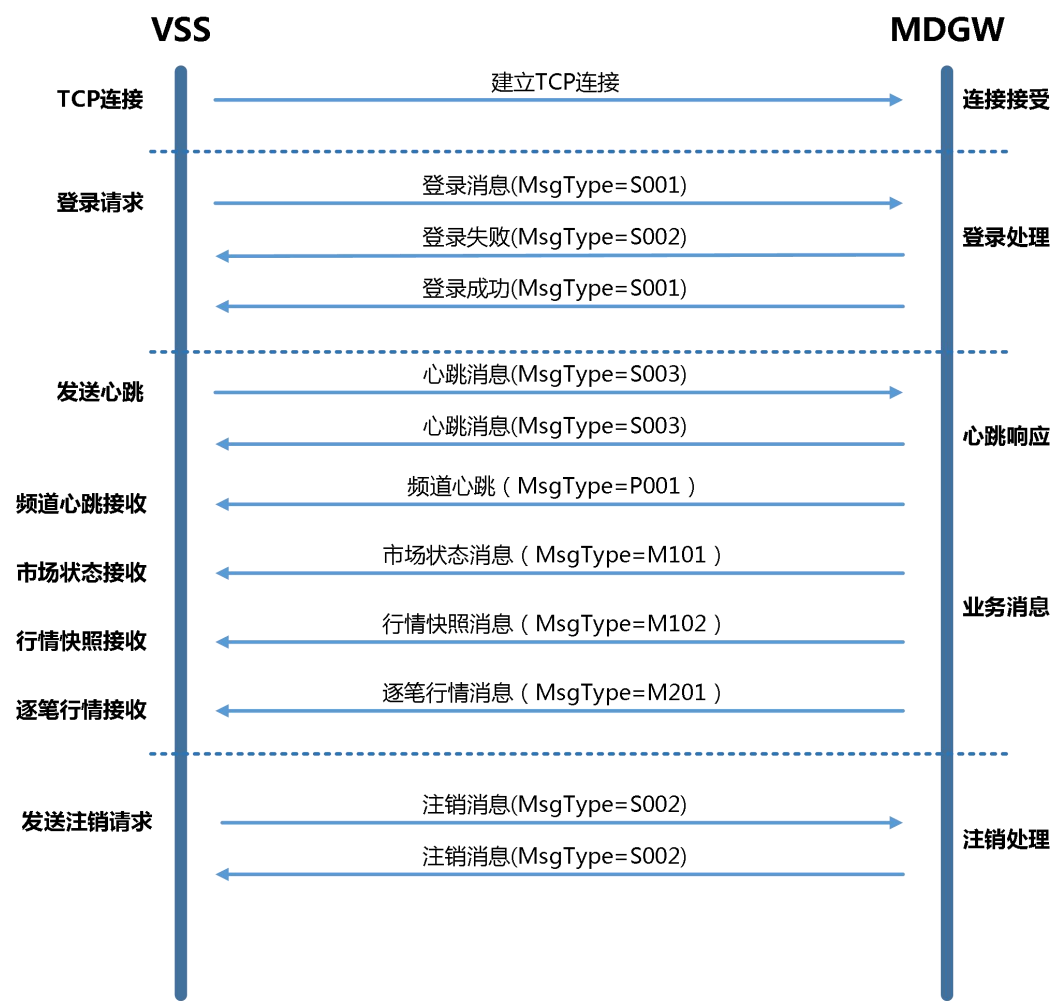 VSS
MDGW
建立TCP连接
TCP连接
连接接受
登录消息(MsgType=S001)
登录请求
登录失败(MsgType=S002)
登录处理
登录成功(MsgType=S001)
心跳消息(MsgType=S003)
发送心跳
心跳消息(MsgType=S003)
心跳响应
频道心跳（MsgType=P001）
频道心跳接收
市场状态消息（MsgType=M101）
市场状态接收
业务消息
行情快照消息（MsgType=M102）
行情快照接收
逐笔行情消息（MsgType=M201）
逐笔行情接收
注销消息(MsgType=S002)
发送注销请求
注销处理
注销消息(MsgType=S002)